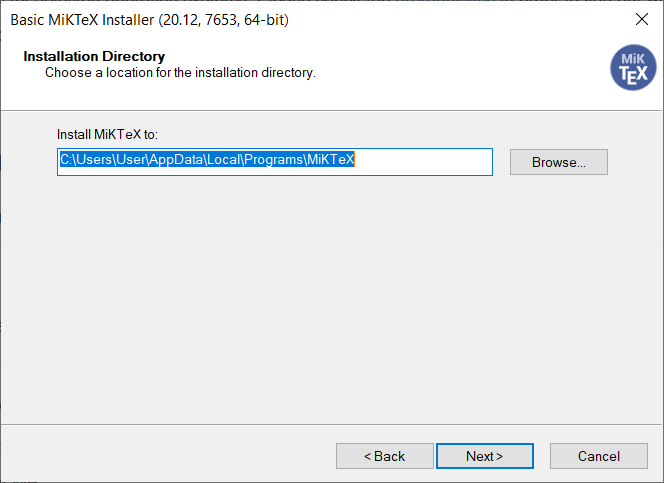 Basic MiKTeX Installer (20.12, 7653, 64-bit)
Installation Directory
Choose a location for the installation directory.
MiK
TEX
Install MiKTeX to:
C:\Users\User\AppData\Local\Programs\MiKTeX
Browse...
< Back
Next >
Cancel